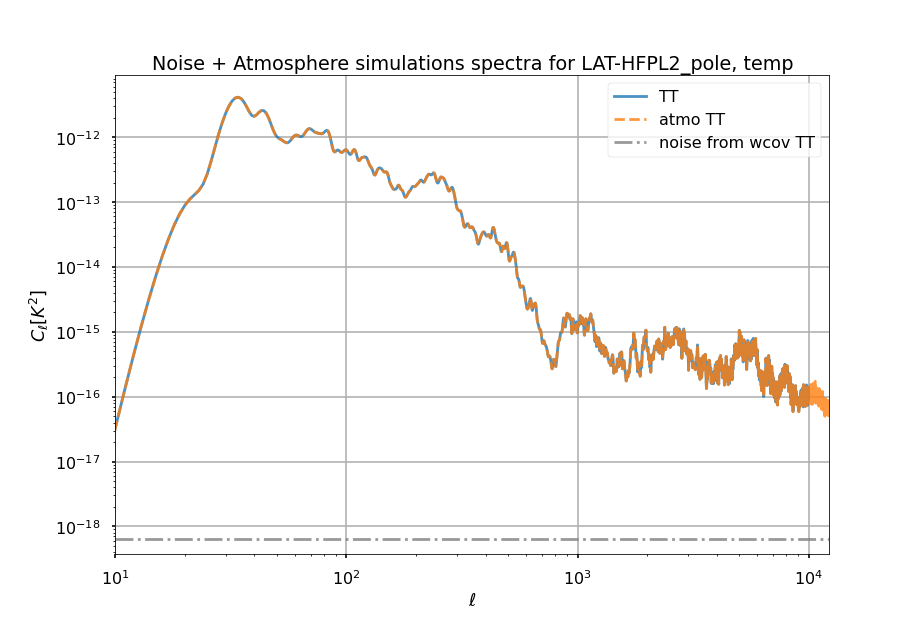 Noise + Atmosphere simulations spectra for LAT-HFPL2_pole, temp
TT
atmo TT
noise from wcov TT
10⁻¹²
10⁻¹³
10⁻¹⁴
10⁻¹⁵
10⁻¹⁶
10⁻¹⁷
10⁻¹⁸
C_ℓ[K²]
10¹ 10² 10³ 10⁴
ℓ